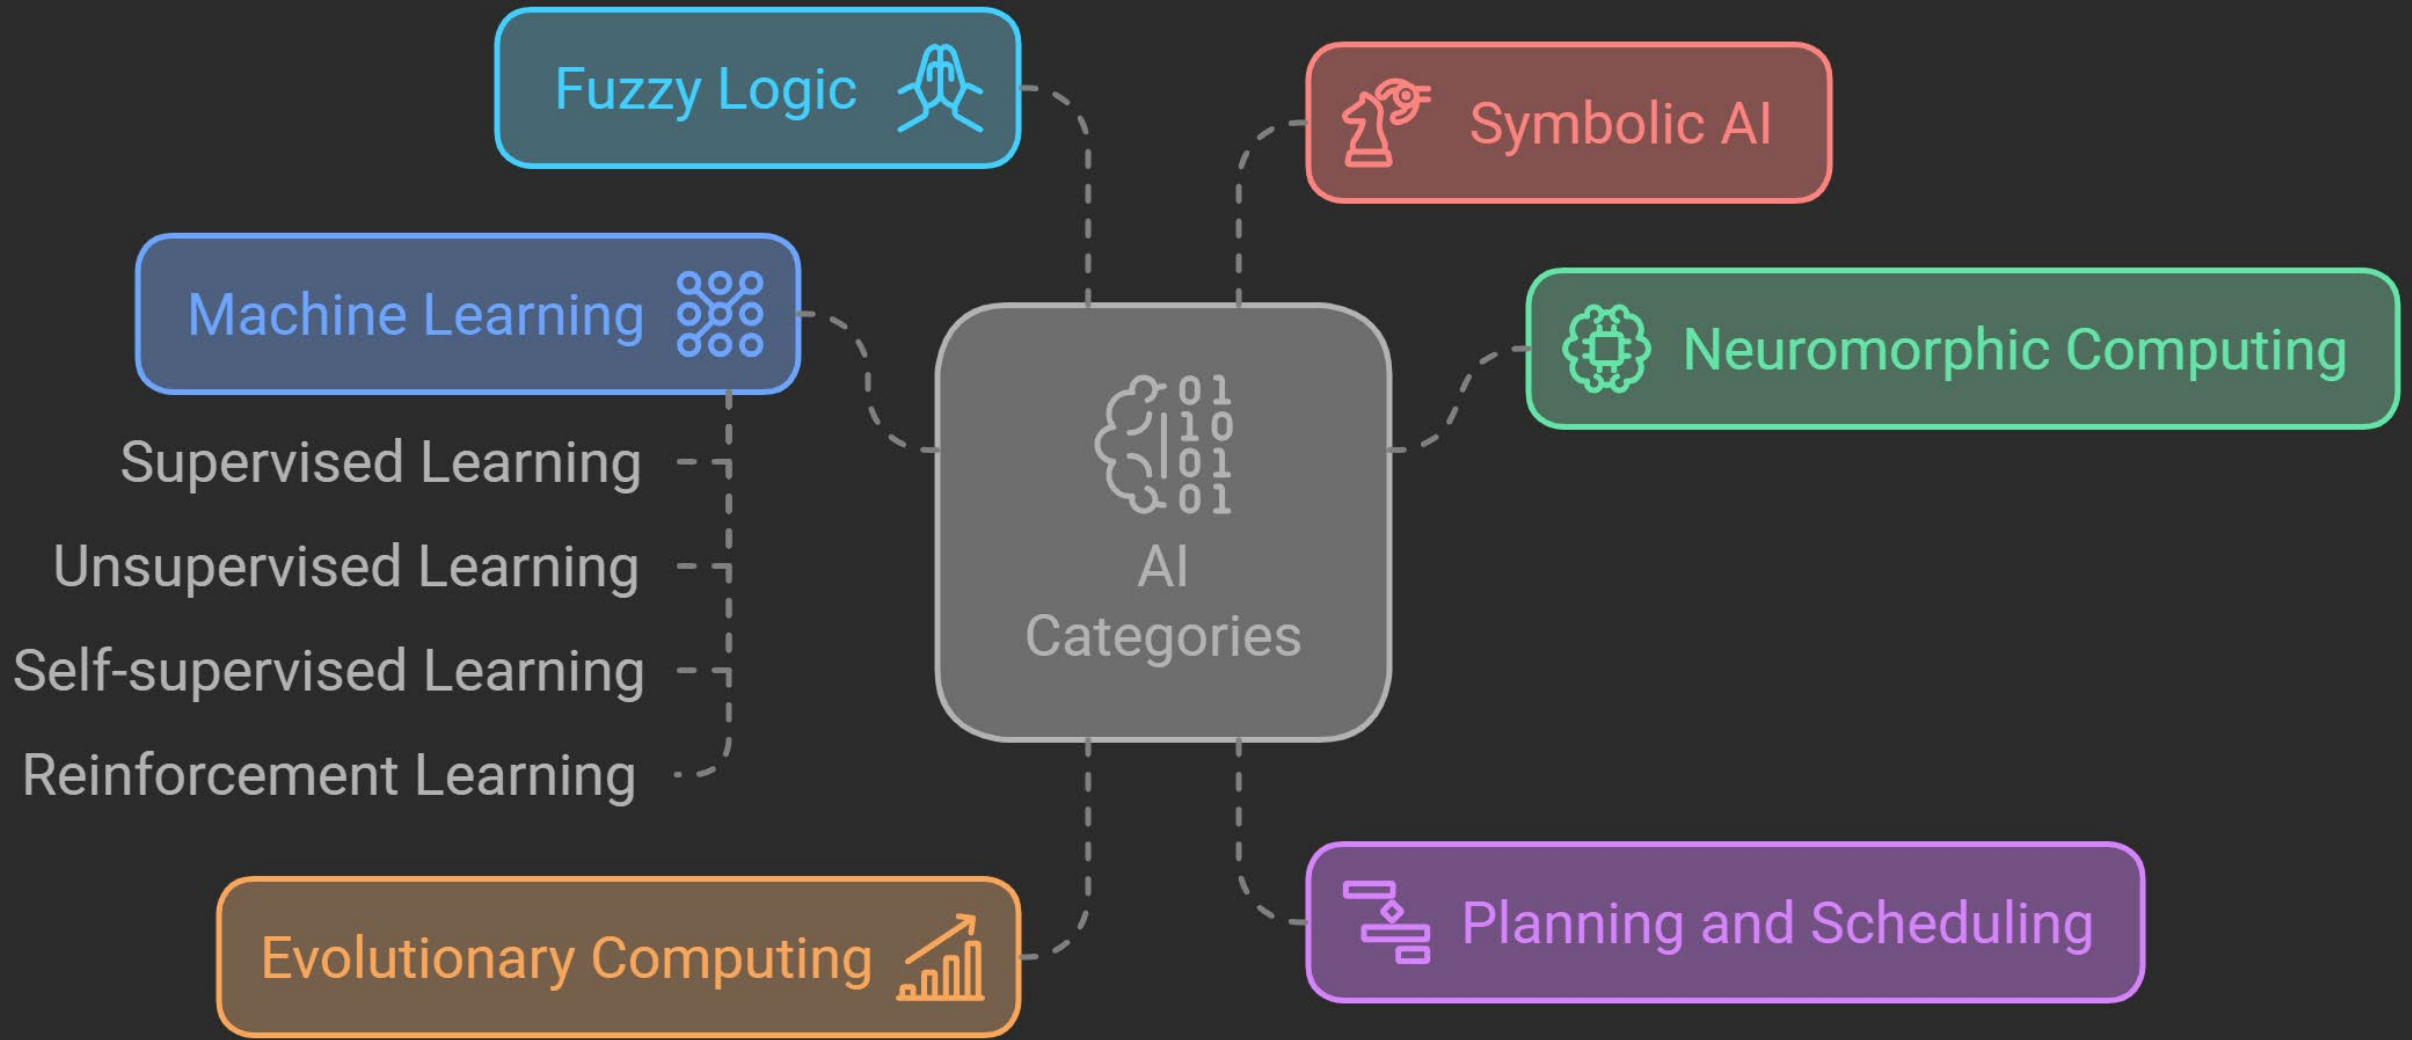 Fuzzy Logic
Symbolic AI
Machine Learning
Neuromorphic Computing
Supervised Learning
Unsupervised Learning
Self-supervised Learning
Reinforcement Learning
01
10
01
01
AI
Categories
Evolutionary Computing
Planning and Scheduling